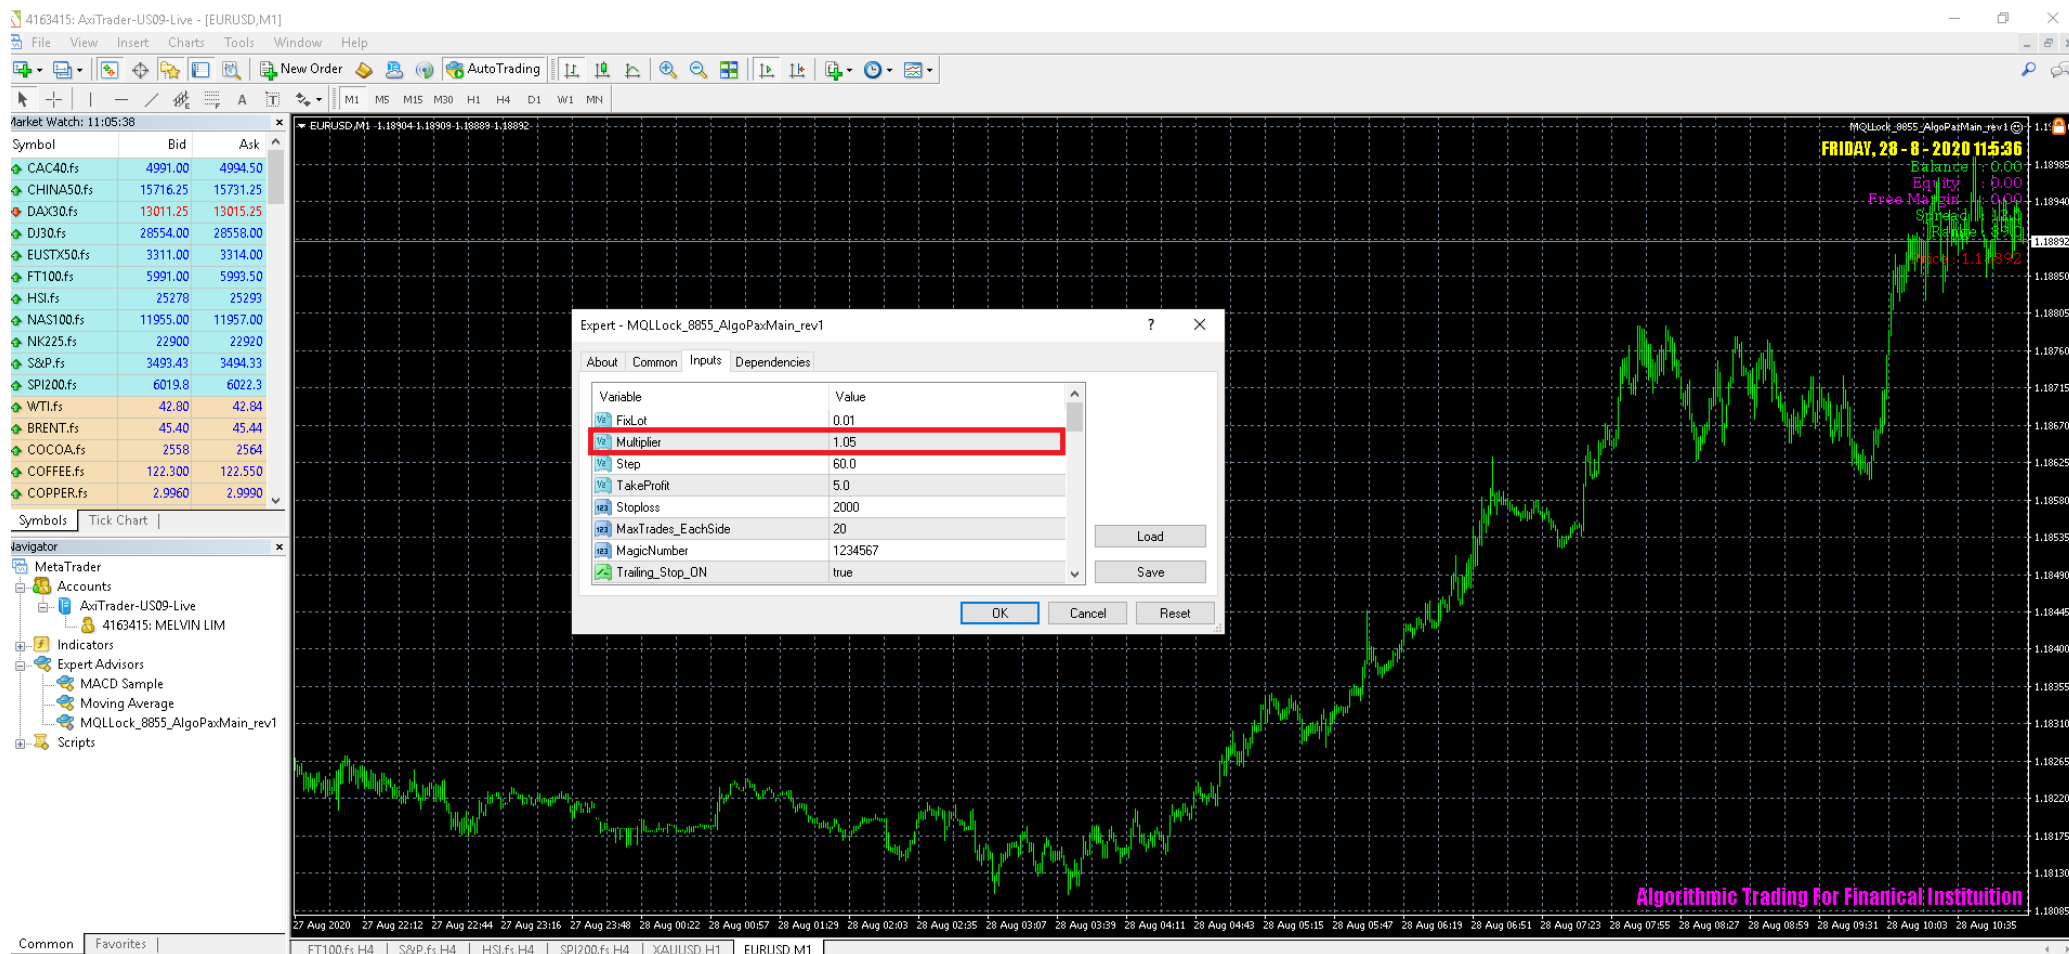 4163415: AxiTrader-US09-Live - [EURUSD,M1]
File View Insert Charts Tools Window Help
New Order AutoTrading
A T M1 M5 M15 M30 H1 H4 D1 W1 MN
Market Watch: 11:05:38
Symbol Bid Ask
CAC40.fs 4991.00 4994.50
CHINA50.fs 15716.25 15731.25
DAX30.fs 13011.25 13015.25
DJ30.fs 28554.00 28558.00
EUSTX50.fs 3311.00 3314.00
FT100.fs 5991.00 5993.50
HSI.fs 25278 25293
NAS100.fs 11955.00 11957.00
NK225.fs 22900 22920
S&P.fs 3493.43 3494.33
SPI200.fs 6019.8 6022.3
WTI.fs 42.80 42.84
BRENT.fs 45.40 45.44
COCOA.fs 2558 2564
COFFEE.fs 122.300 122.550
COPPER.fs 2.9960 2.9990
Symbols Tick Chart
Navigator
MetaTrader
Accounts
AxiTrader-US09-Live
4163415: MELVIN LIM
Indicators
Expert Advisors
MACD Sample
Moving Average
MQLLock_8855_AlgoPaxMain_rev1
Scripts
Common Favorites
EURUSD,M1 1.18904 1.18909 1.18889 1.18892
MQLLock_8855_AlgoPaxMain_rev1
FRIDAY, 28 - 8 - 2020 11:5:36
Balance : 0.00
Equity : 0.00
Free Margin : 0.00
Spread :
Range :
Price : 1.18892
Expert - MQLLock_8855_AlgoPaxMain_rev1 ?
About Common Inputs Dependencies
Variable Value
FixLot 0.01
Multiplier 1.05
Step 60.0
TakeProfit 5.0
Stoploss 2000
MaxTrades_EachSide 20
MagicNumber 1234567
Trailing_Stop_ON true
Load
Save
OK Cancel Reset
1.18985
1.18940
1.18892
1.18850
1.18805
1.18760
1.18715
1.18670
1.18625
1.18580
1.18535
1.18490
1.18445
1.18400
1.18355
1.18310
1.18265
1.18220
1.18175
1.18130
1.18085
Algorithmic Trading For Finanical Instituition
27 Aug 2020 27 Aug 22:12 27 Aug 22:44 27 Aug 23:16 27 Aug 23:48 28 Aug 00:22 28 Aug 00:57 28 Aug 01:29 28 Aug 02:03 28 Aug 02:35 28 Aug 03:07 28 Aug 03:39 28 Aug 04:11 28 Aug 04:43 28 Aug 05:15 28 Aug 05:47 28 Aug 06:19 28 Aug 06:51 28 Aug 07:23 28 Aug 07:55 28 Aug 08:27 28 Aug 08:59 28 Aug 09:31 28 Aug 10:03 28 Aug 10:35
FT100.fs,H4 S&P.fs,H4 HSI.fs,H4 SPI200.fs,H4 XAUUSD,H1 EURUSD,M1